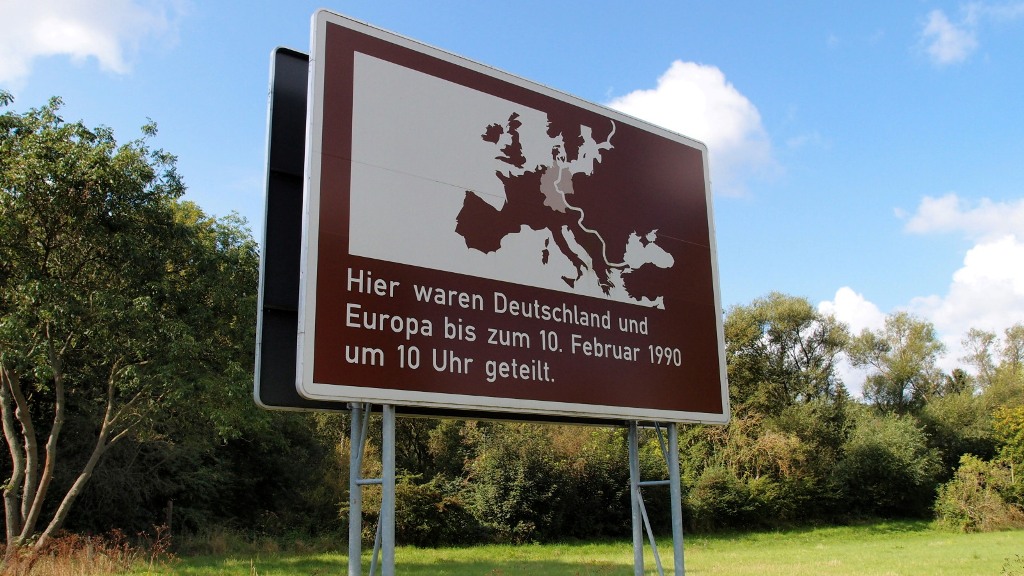 Hier waren Deutschland und
Europa bis zum 10. Februar 1990
um 10 Uhr geteilt.